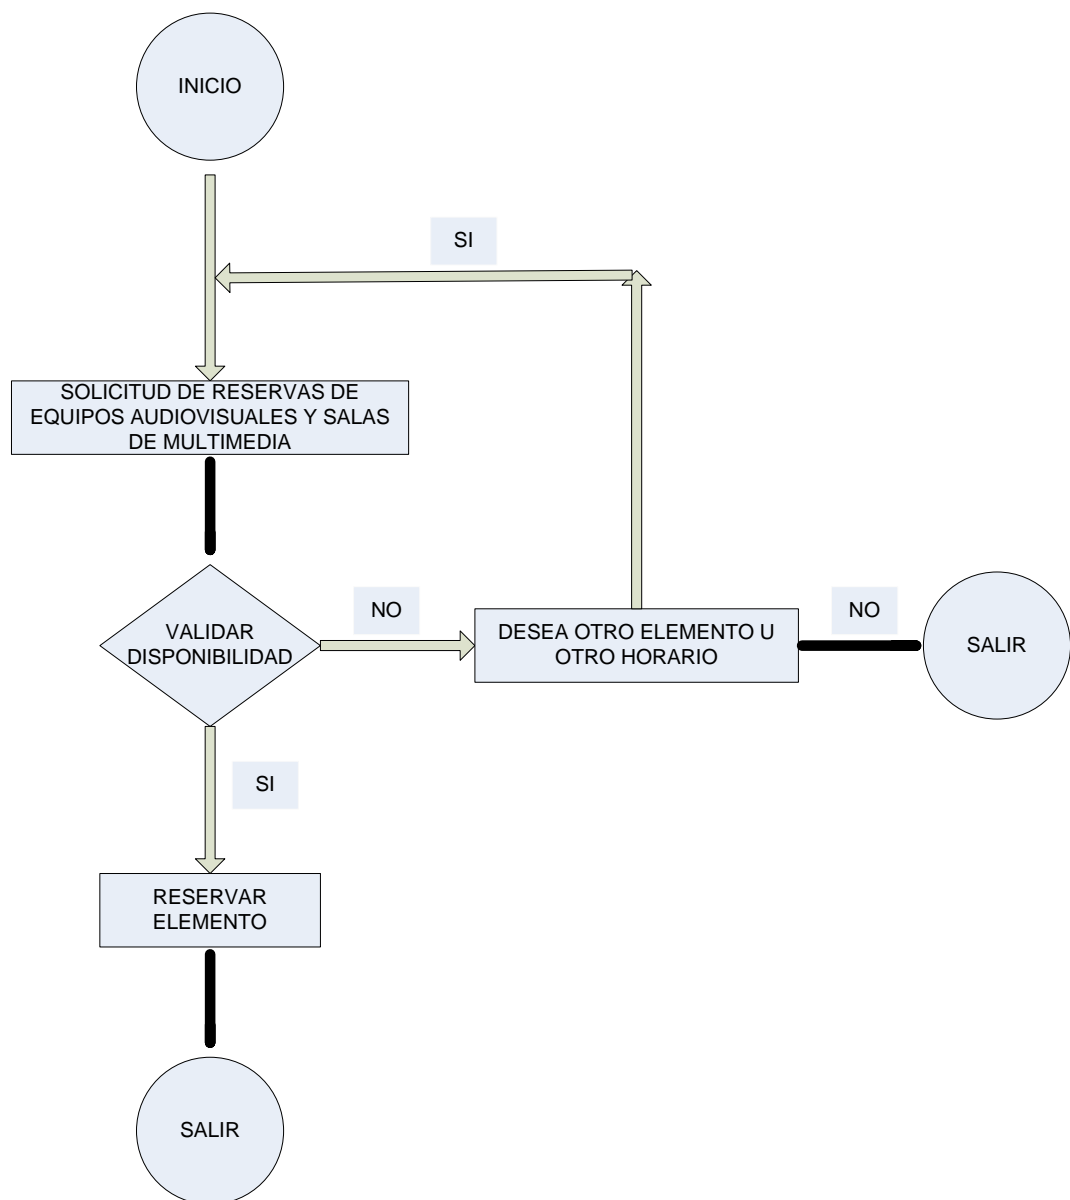 INICIO
SI
SOLICITUD DE RESERVAS DE
EQUIPOS AUDIOVISUALES Y SALAS
DE MULTIMEDIA
VALIDAR
DISPONIBILIDAD
NO
DESEA OTRO ELEMENTO U
OTRO HORARIO
NO
SALIR
SI
RESERVAR
ELEMENTO
SALIR